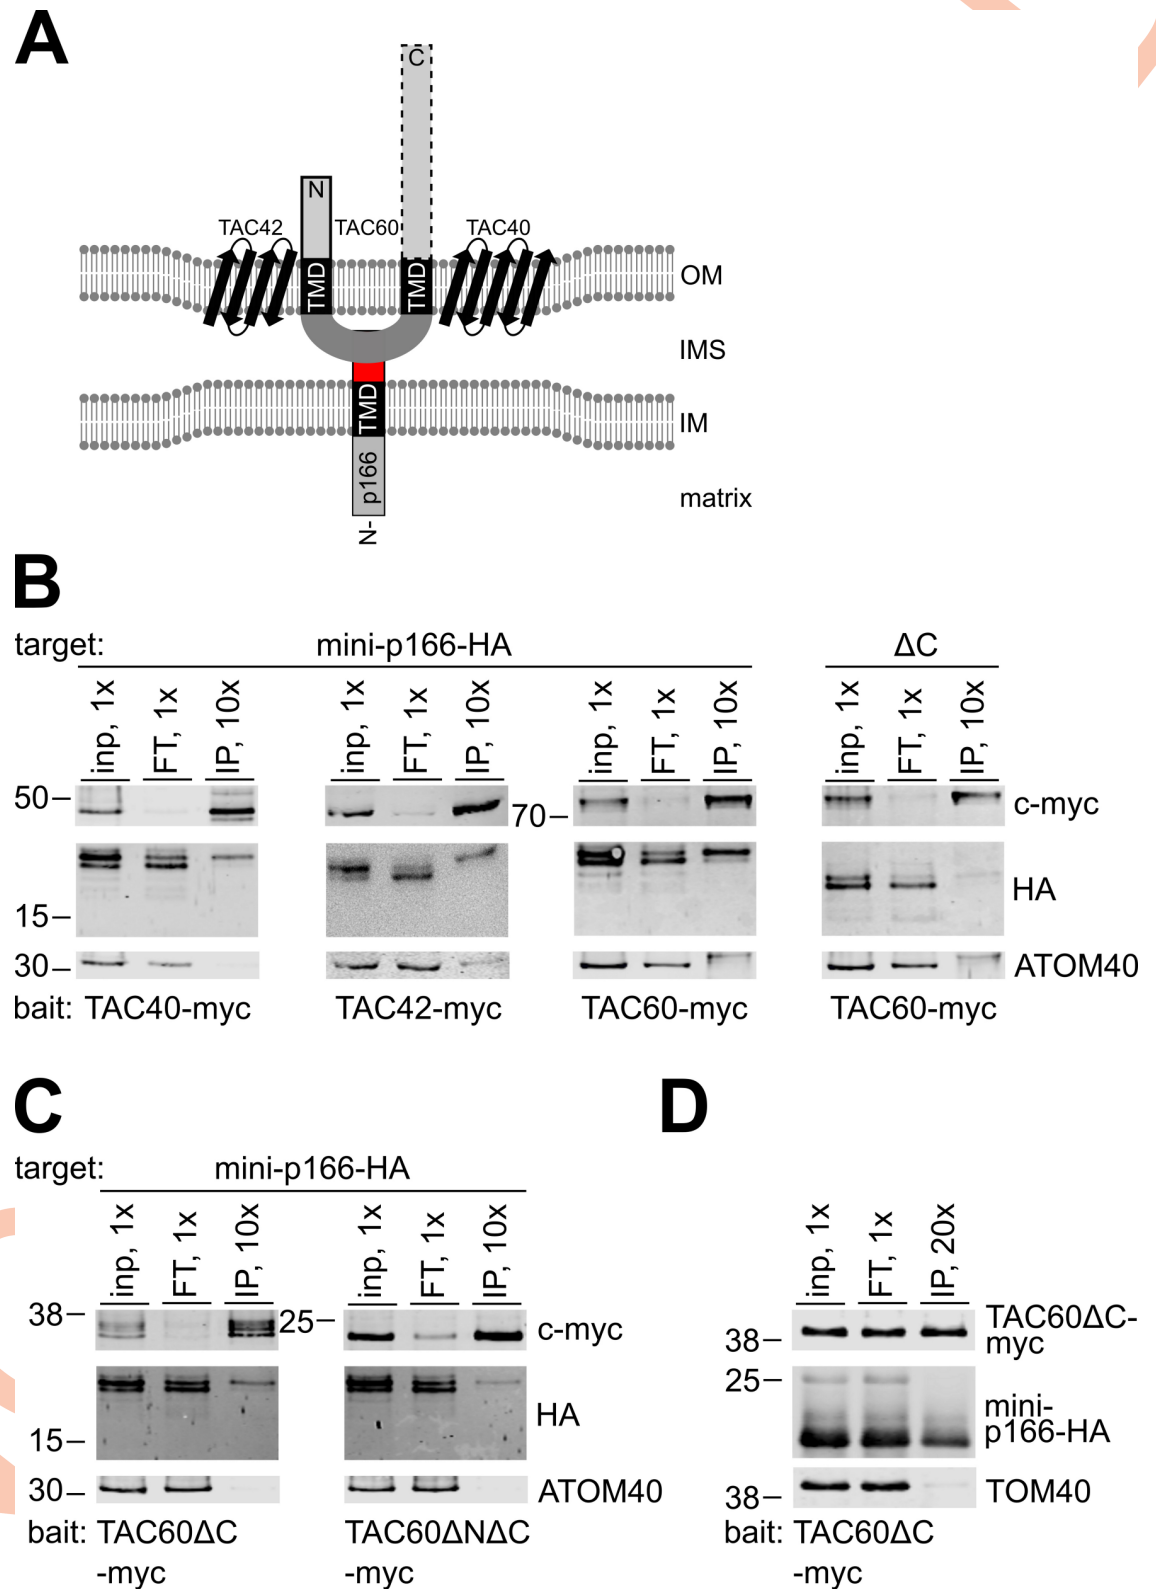 A
C
N
TAC42
TAC60
TAC40
TMD
TMD
OM
IMS
TMD
IM
p166
matrix
N-
B
target:
mini-p166-HA
ΔC
inp, 1x
FT, 1x
IP, 10x
inp, 1x
FT, 1x
IP, 10x
inp, 1x
FT, 1x
IP, 10x
inp, 1x
FT, 1x
IP, 10x
50
70
c-myc
15
HA
30
ATOM40
bait: TAC40-myc
TAC42-myc
TAC60-myc
TAC60-myc
C
target:
mini-p166-HA
inp, 1x
FT, 1x
IP, 10x
inp, 1x
FT, 1x
IP, 10x
38
25
c-myc
HA
15
30
ATOM40
bait: TAC60ΔC
-myc
TAC60ΔNΔC
-myc
D
inp, 1x
FT, 1x
IP, 20x
38
TAC60ΔC-
myc
25
mini-
p166-HA
38
TOM40
bait: TAC60ΔC
-myc